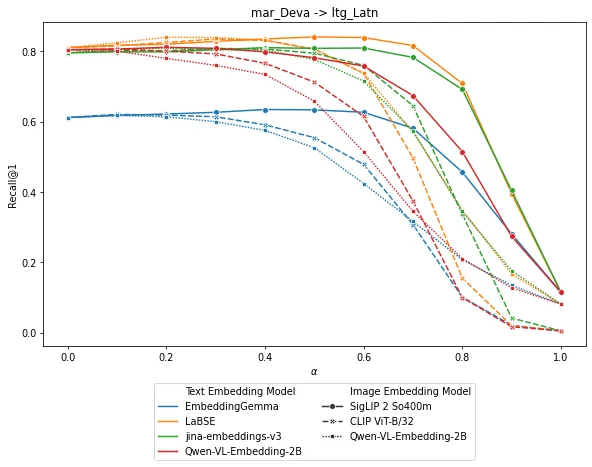 mar_Deva -> ltg_Latn
Recall@1
0.8
0.6
0.4
0.2
0.0
0.0 0.2 0.4 0.6 0.8 1.0
α
Text Embedding Model
EmbeddingGemma
LaBSE
jina-embeddings-v3
Qwen-VL-Embedding-2B
Image Embedding Model
SigLIP 2 So400m
CLIP ViT-B/32
Qwen-VL-Embedding-2B